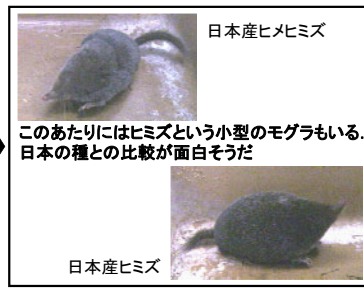 日本産ヒメヒミズ
このあたりにはヒミズという小型のモグラもいる.
日本の種との比較が面白そうだ
日本産ヒミズ